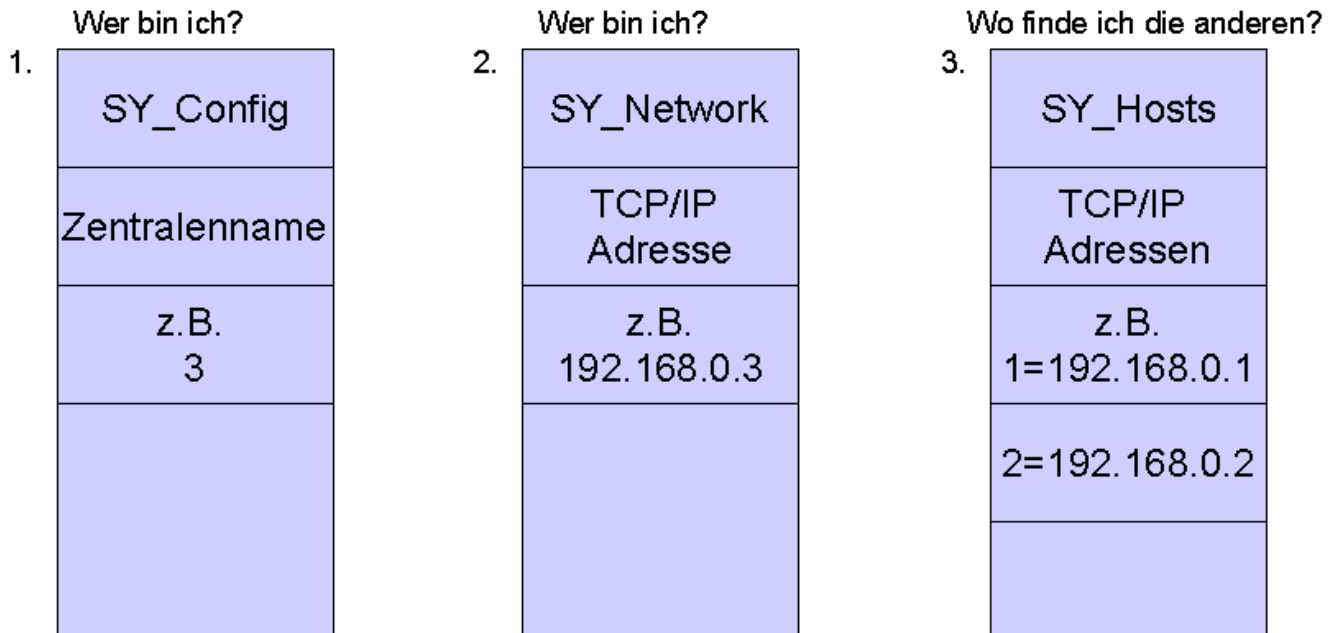 Wer bin ich?
1.
SY_Config
Zentralenname
z.B.
3
Wer bin ich?
2.
SY_Network
TCP/IP
Adresse
z.B.
192.168.0.3
Wo finde ich die anderen?
3.
SY_Hosts
TCP/IP
Adressen
z.B.
1=192.168.0.1
2=192.168.0.2